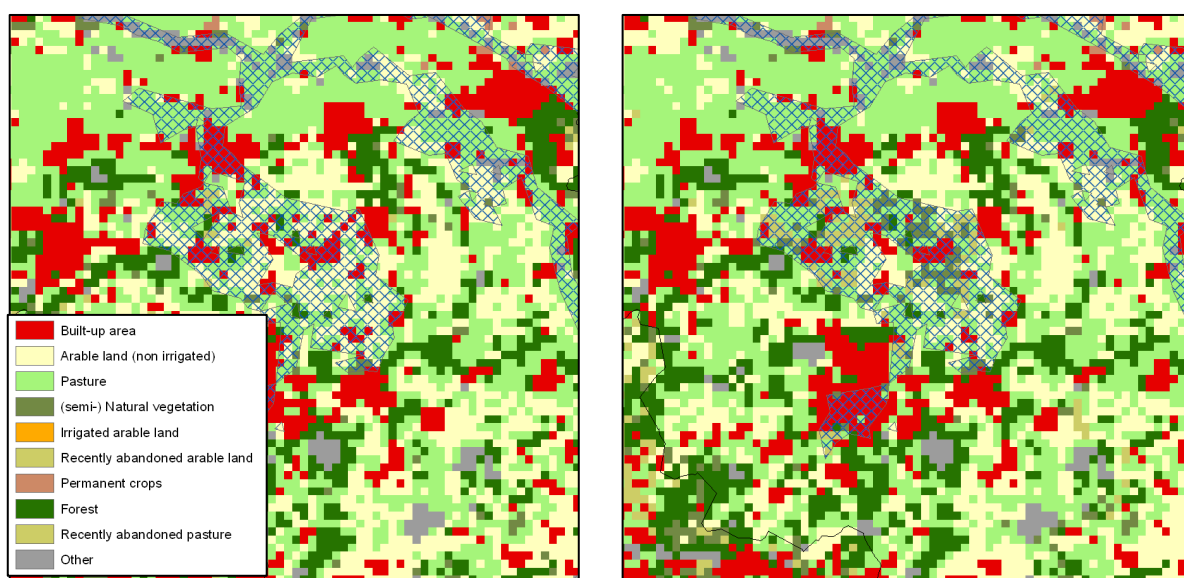 Built-up area
Arable land (non irrigated)
Pasture
(semi-) Natural vegetation
Irrigated arable land
Recently abandoned arable land
Permanent crops
Forest
Recently abandoned pasture
Other